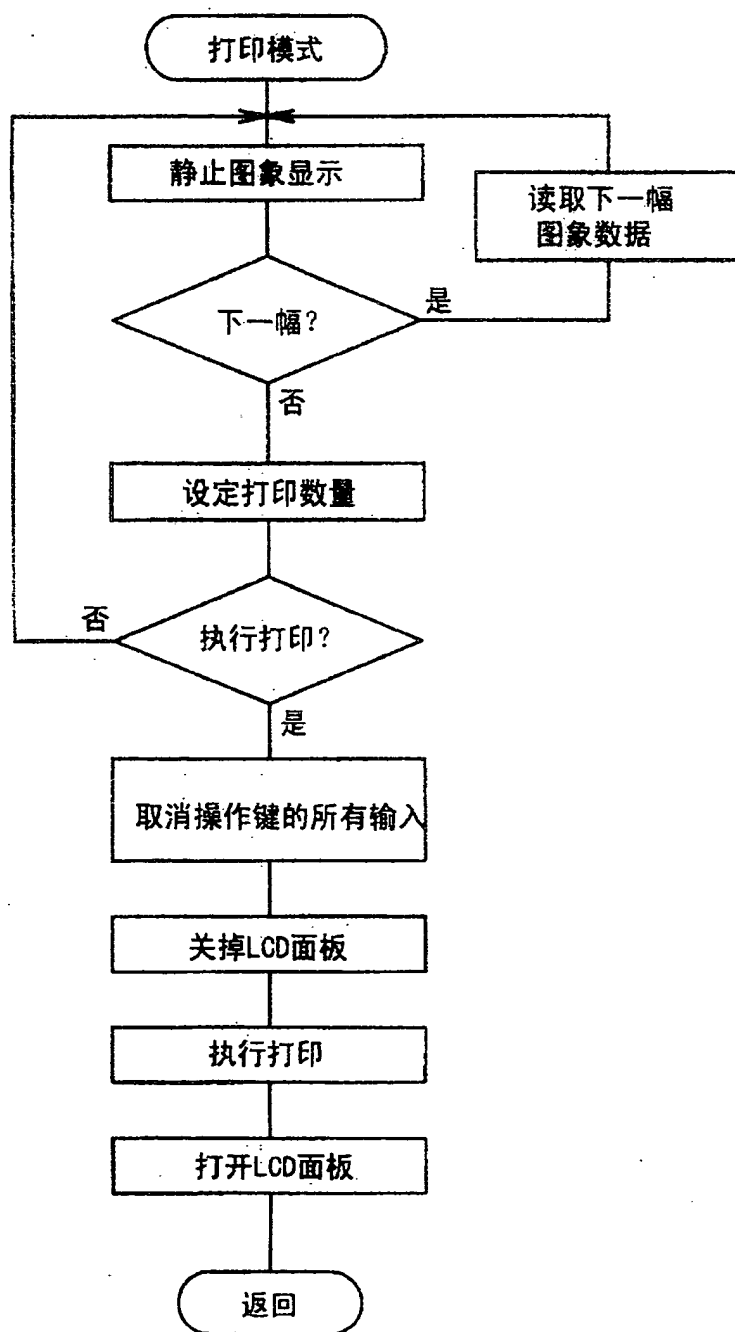 打印模式
静止图象显示
读取下一幅
图象数据
下一幅?
是
否
设定打印数量
执行打印?
否
是
取消操作键的所有输入
关掉LCD面板
执行打印
打开LCD面板
返回